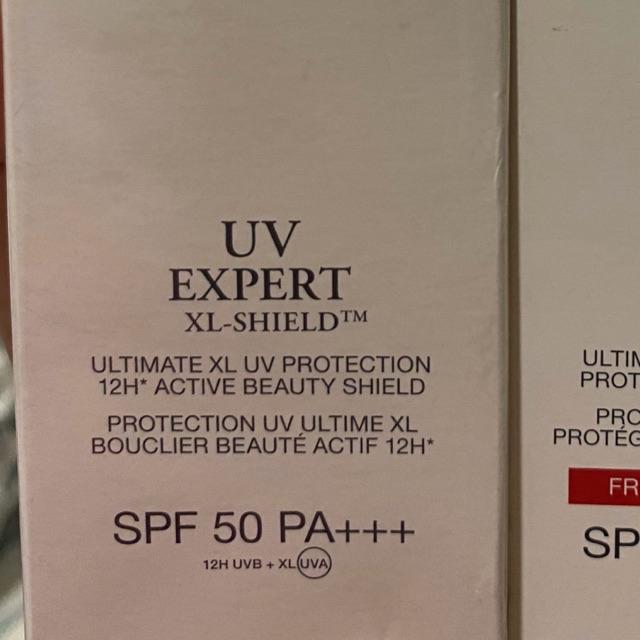 UV
EXPERT
XL-SHIELD™
ULTIMATE XL UV PROTECTION
12H* ACTIVE BEAUTY SHIELD
PROTECTION UV ULTIME XL
BOUCLIER BEAUTÉ ACTIF 12H*
SPF 50 PA+++
12H UVB + XL UVA
ULTIM
PROT
PRO
PROTÉG
FR
SP